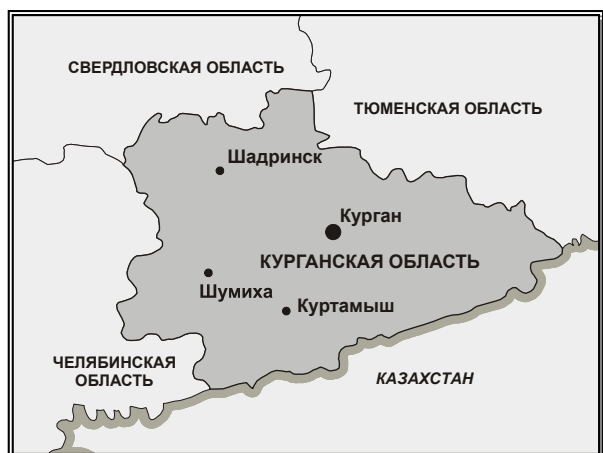 СВЕРДЛОВСКАЯ ОБЛАСТЬ
ТЮМЕНСКАЯ ОБЛАСТЬ
Шадринск
Курган
КУРГАНСКАЯ ОБЛАСТЬ
Шумиха
Куртамыш
ЧЕЛЯБИНСКАЯ
ОБЛАСТЬ
КАЗАХСТАН